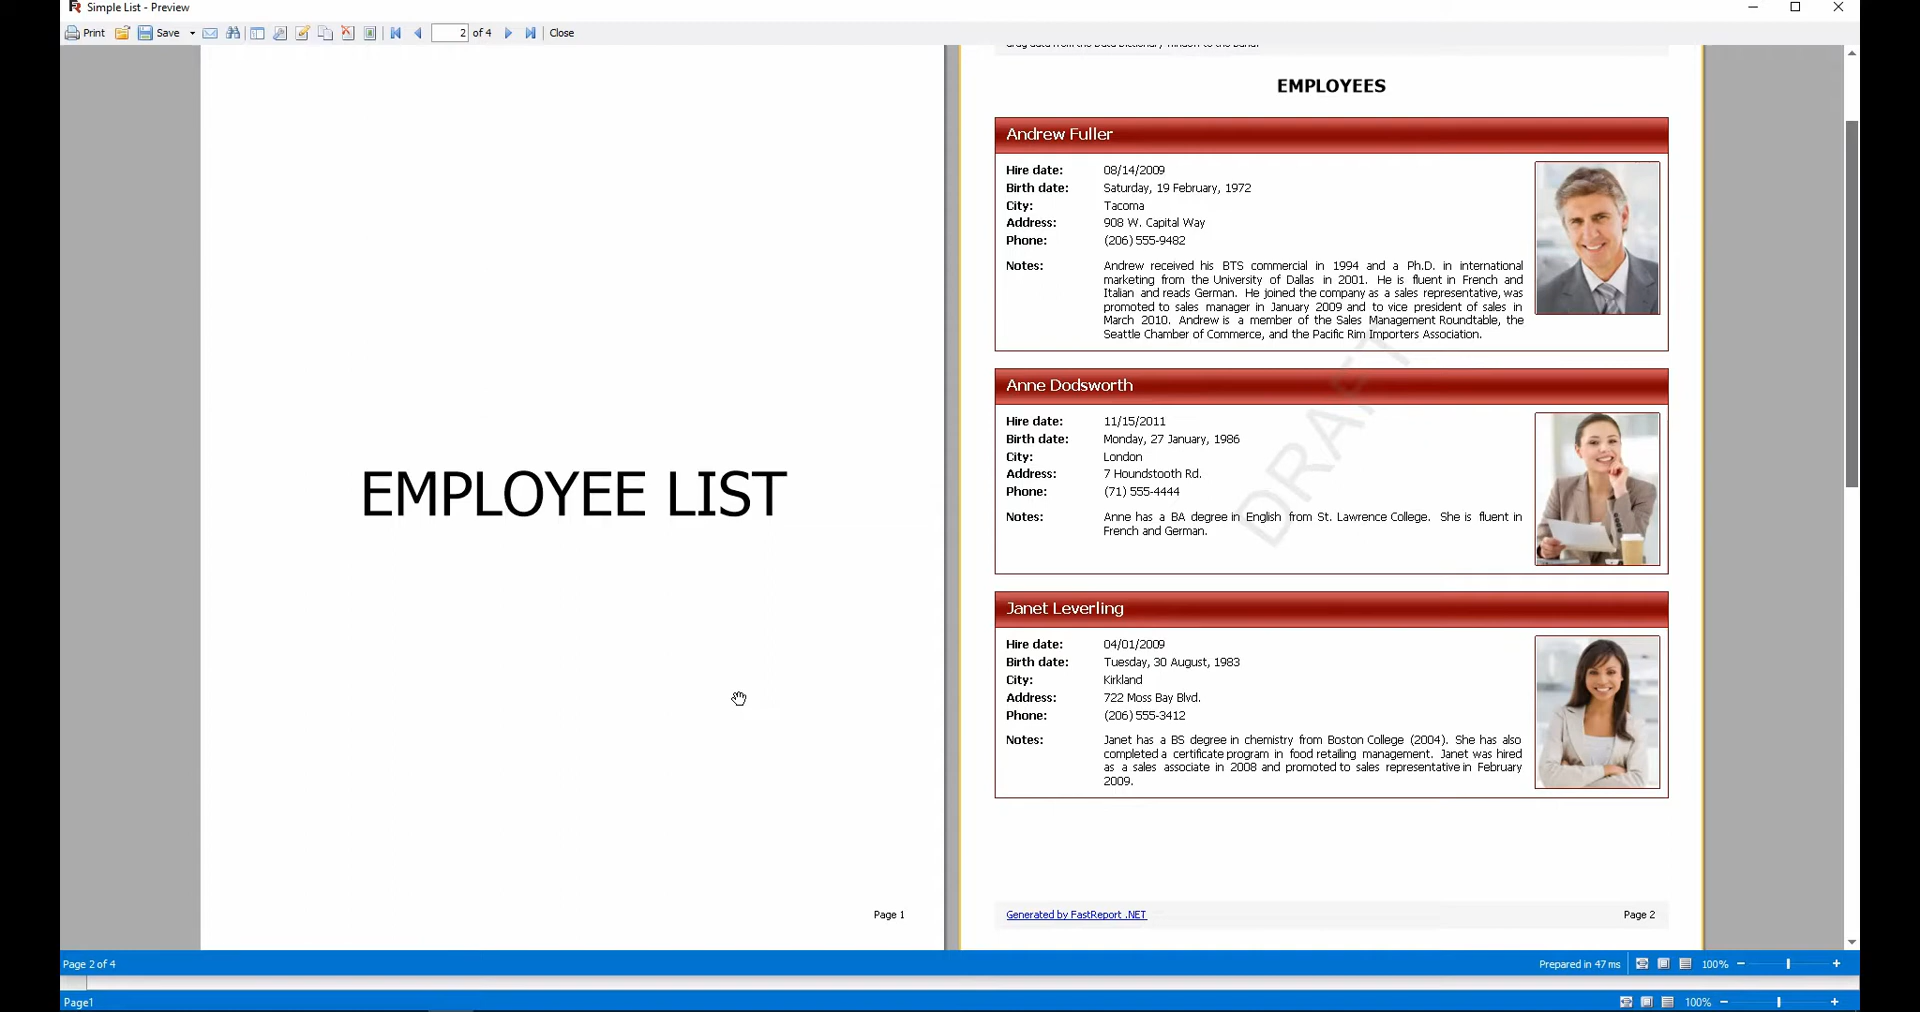 Simple List - Preview
Print Save 2 of 4 Close
drag data from the Data Dictionary window to the band.
EMPLOYEES
Andrew Fuller
Hire date: 08/14/2009
Birth date: Saturday, 19 February, 1972
City: Tacoma
Address: 908 W. Capital Way
Phone: (206) 555-9482
Notes: Andrew received his BTS commercial in 1994 and a Ph.D. in international
marketing from the University of Dallas in 2001. He is fluent in French and
Italian and reads German. He joined the company as a sales representative, was
promoted to sales manager in January 2009 and to vice president of sales in
March 2010. Andrew is a member of the Sales Management Roundtable, the
Seattle Chamber of Commerce, and the Pacific Rim Importers Association.
DRAFT
Anne Dodsworth
Hire date: 11/15/2011
Birth date: Monday, 27 January, 1986
City: London
Address: 7 Houndstooth Rd.
Phone: (71) 555-4444
Notes: Anne has a BA degree in English from St. Lawrence College. She is fluent in
French and German.
EMPLOYEE LIST
Janet Leverling
Hire date: 04/01/2009
Birth date: Tuesday, 30 August, 1983
City: Kirkland
Address: 722 Moss Bay Blvd.
Phone: (206) 555-3412
Notes: Janet has a BS degree in chemistry from Boston College (2004). She has also
completed a certificate program in food retailing management. Janet was hired
as a sales associate in 2008 and promoted to sales representative in February
2009.
Page 1
Generated by FastReport .NET Page 2
Page 2 of 4 Prepared in 47 ms 100%
Page1 100%